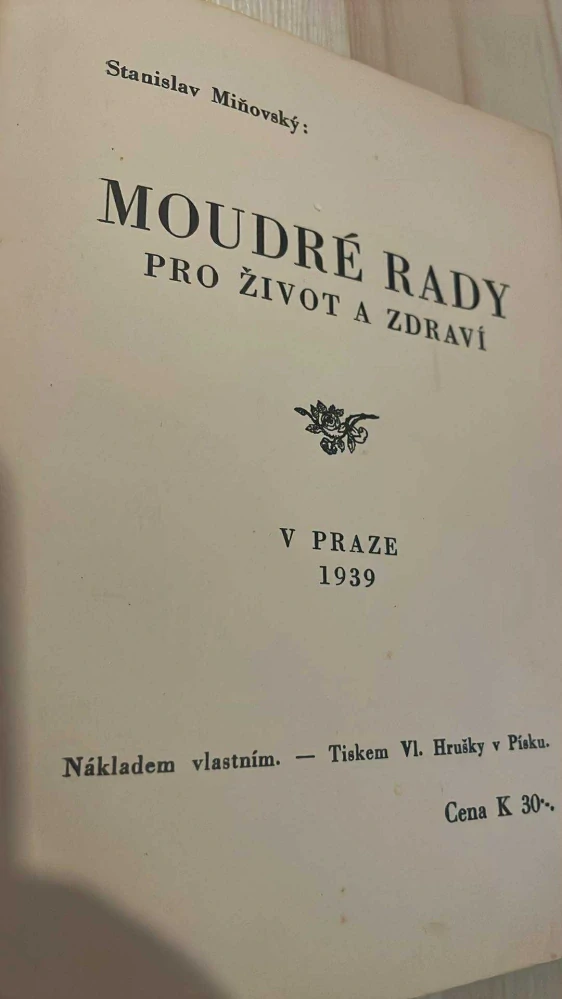 Stanislav Miňovský:
MOUDRÉ RADY
PRO ŽIVOT A ZDRAVÍ
V PRAZE
1939
Nákladem vlastním. — Tiskem Vl. Hrušky v Písku.
Cena K 30·-.